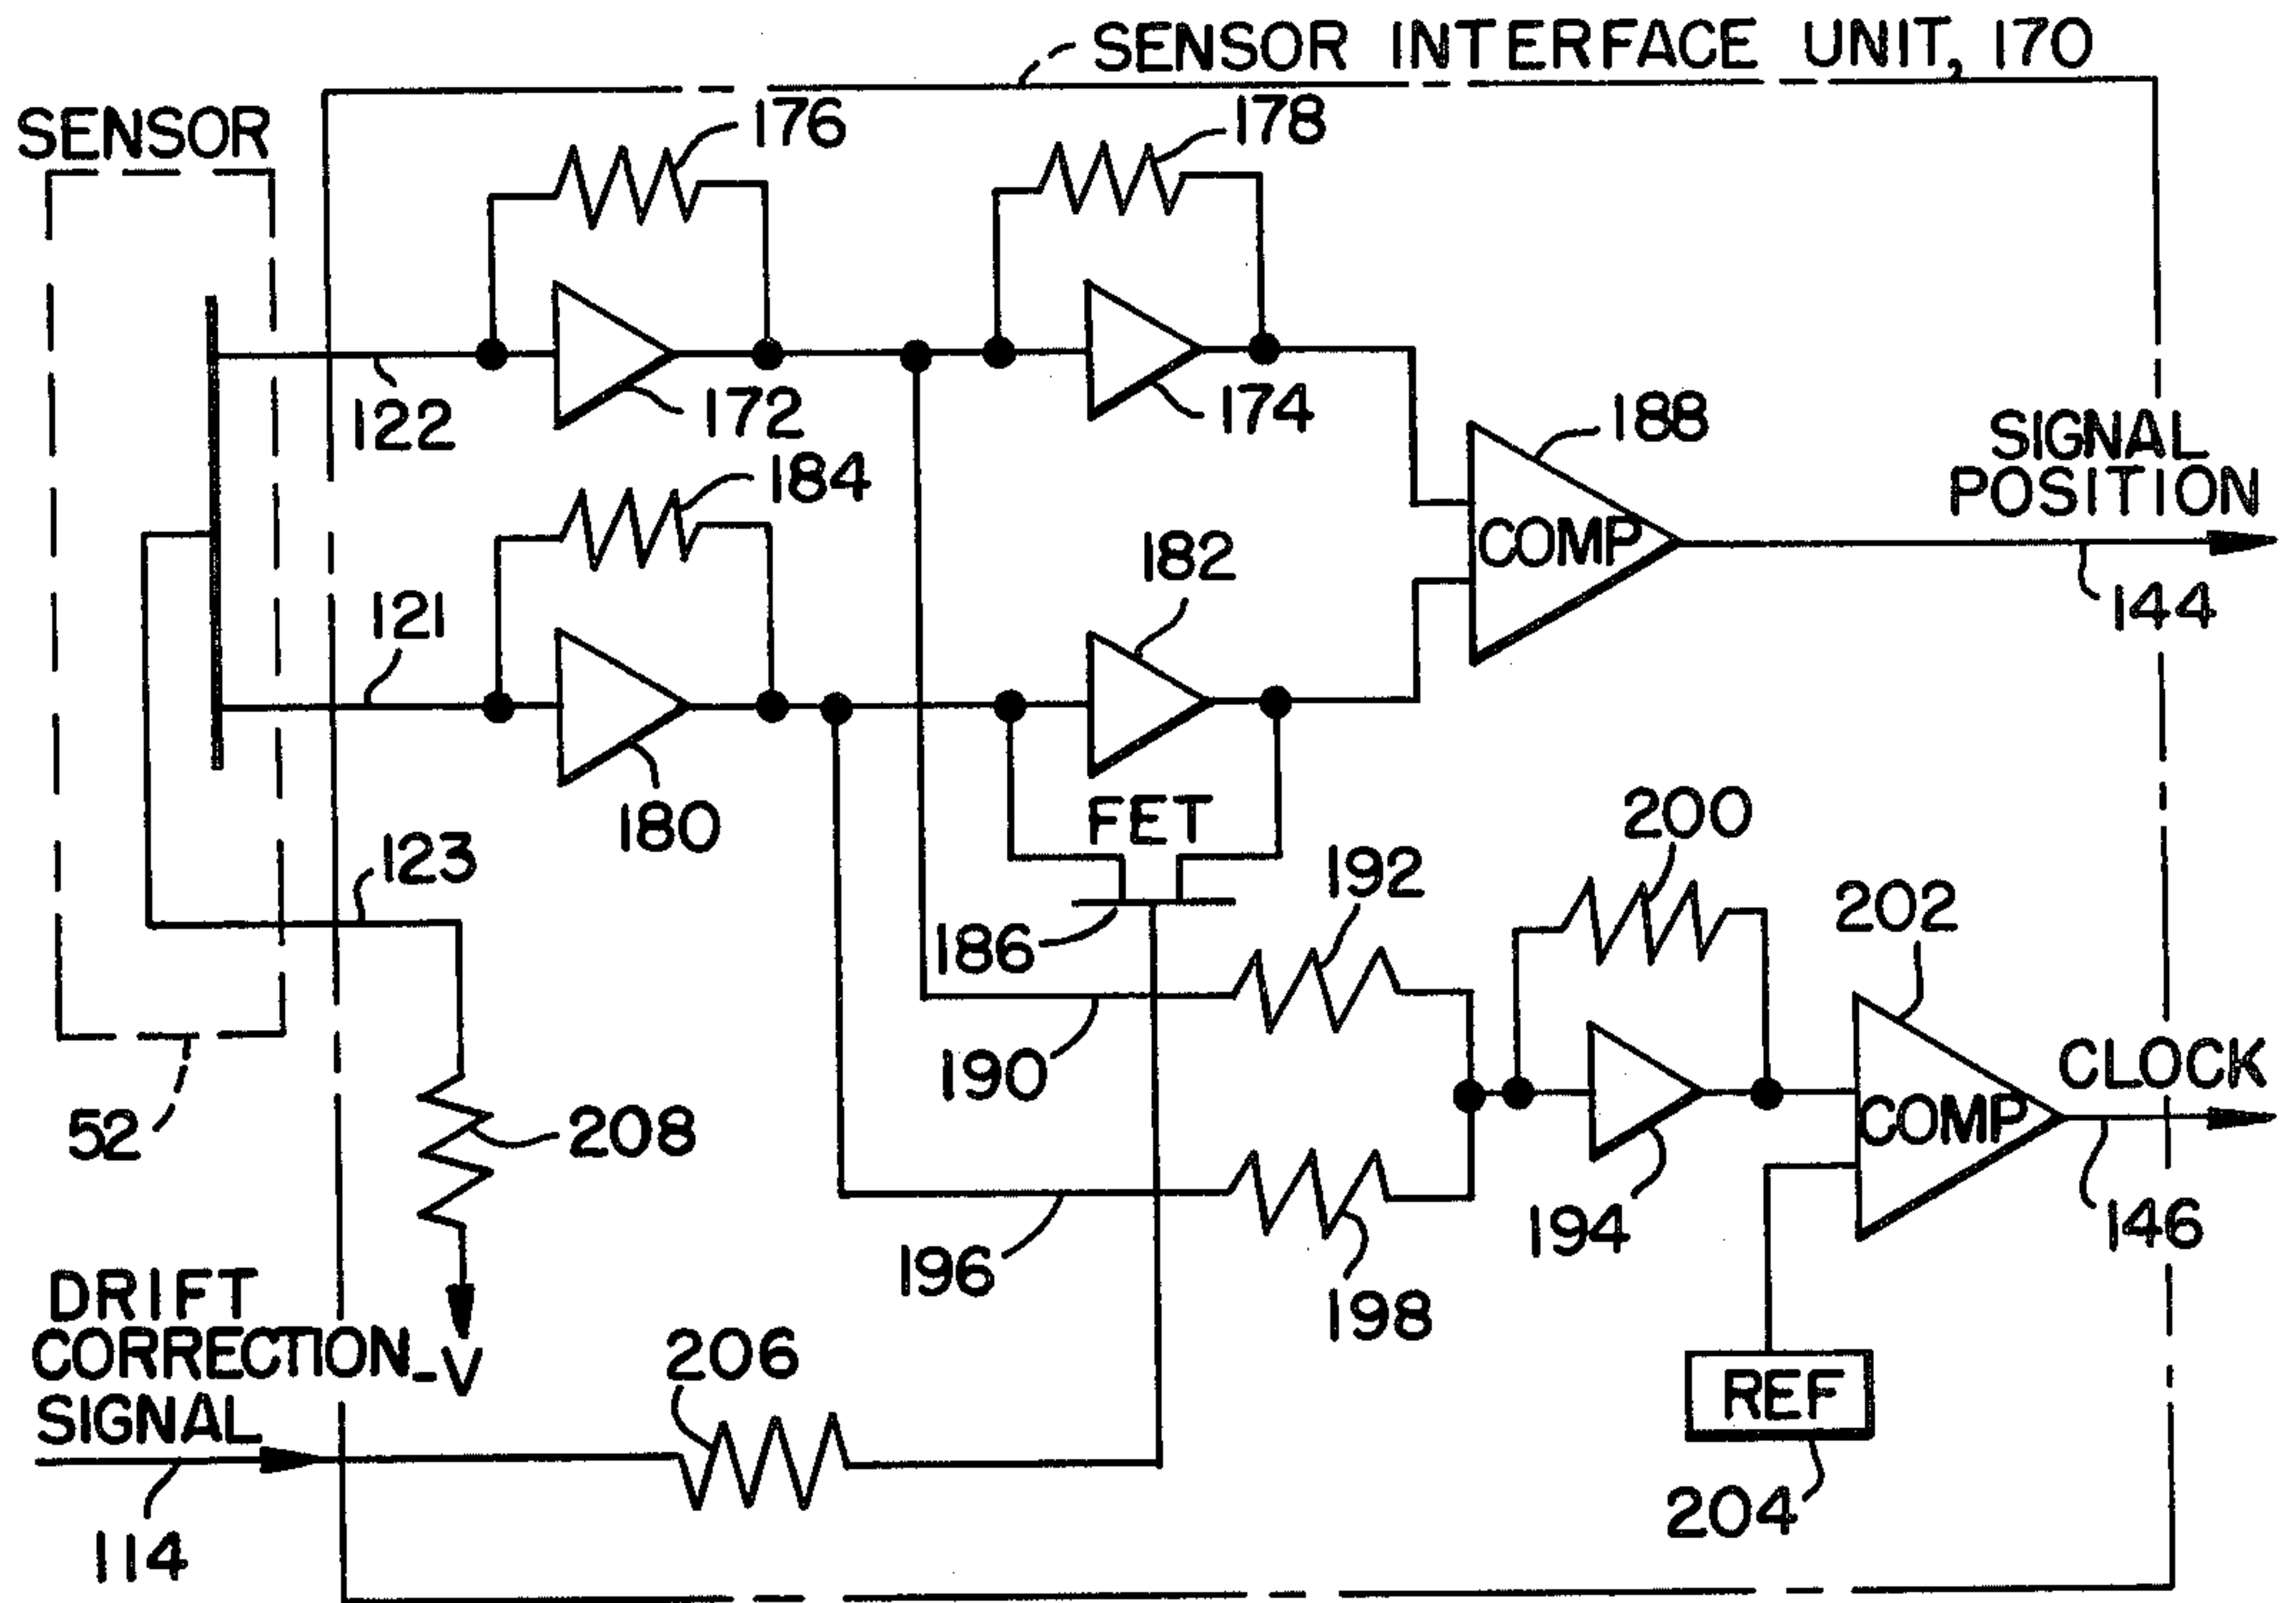 SENSOR INTERFACE UNIT, 170
SENSOR
176
178
122
172
174
188
SIGNAL
POSITION
184
182
144
121
180
FET
123
200
192
202
186
190
CLOCK
COMP
COMP
52
208
194
146
196
198
DRIFT
CORRECTION
SIGNAL
-V
206
REF
204
114